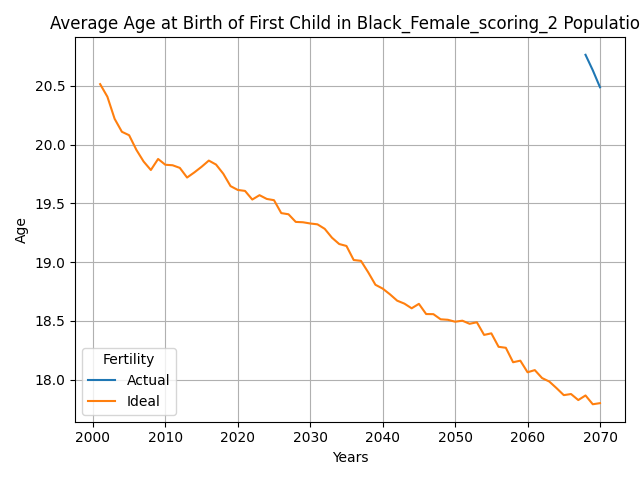 Average Age at Birth of First Child in Black_Female_scoring_2 Populatio
20.5
20.0
19.5
19.0
18.5
18.0
Age
Fertility
Actual
Ideal
2000 2010 2020 2030 2040 2050 2060 2070
Years